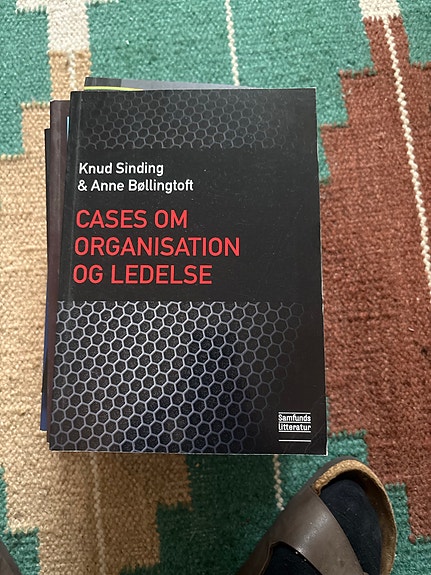 Knud Sinding
& Anne Bøllingtoft
CASES OM
ORGANISATION
OG LEDELSE
Samfunds
litteratur